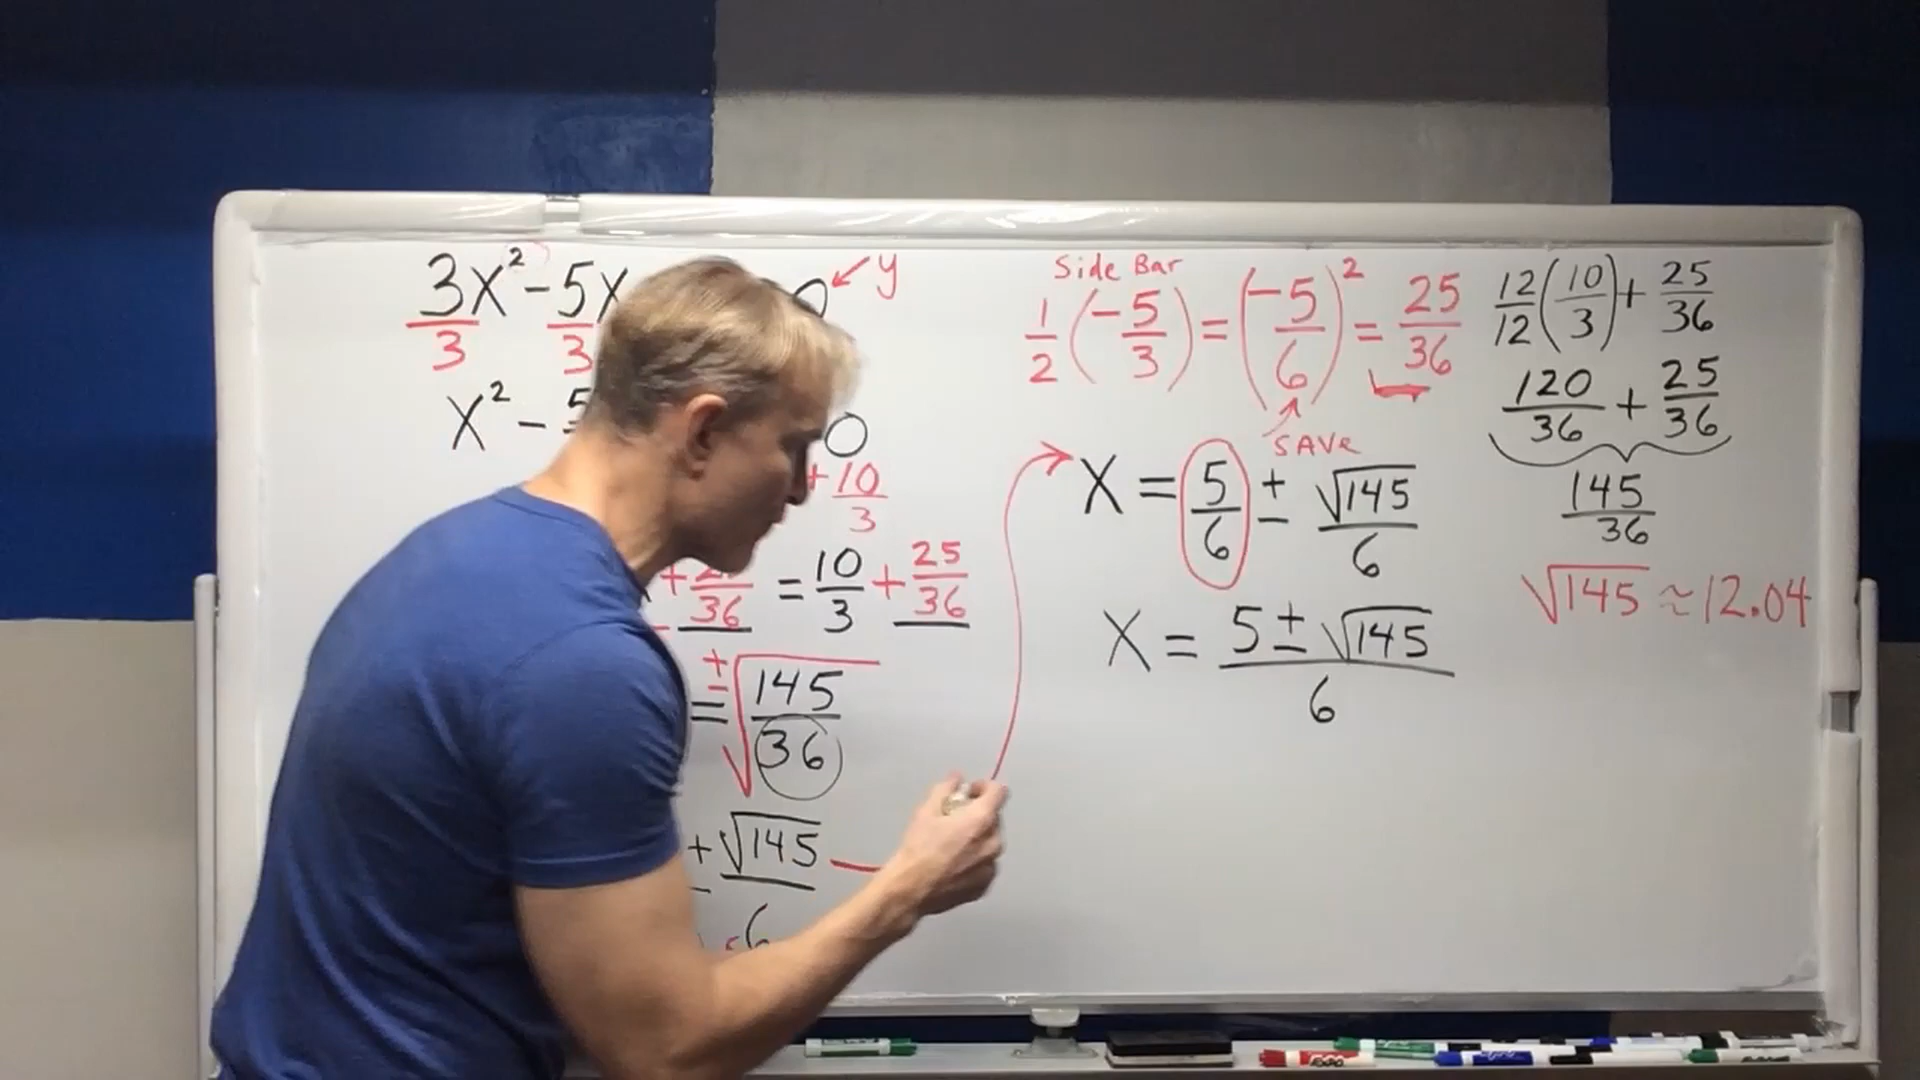 3x² - 5x 0 ← y
3 3
x² - 5 0
+ 10/3
+ 25/36 = 10/3 + 25/36
= ± √(145/36)
± √145 / 6
Side Bar
1/2 (-5/3) = (-5/6)² = 25/36
SAVE
x = 5/6 ± √145/6
x = (5 ± √145)/6
12/12 (10/3) + 25/36
120/36 + 25/36
145/36
√145 ≈ 12.04